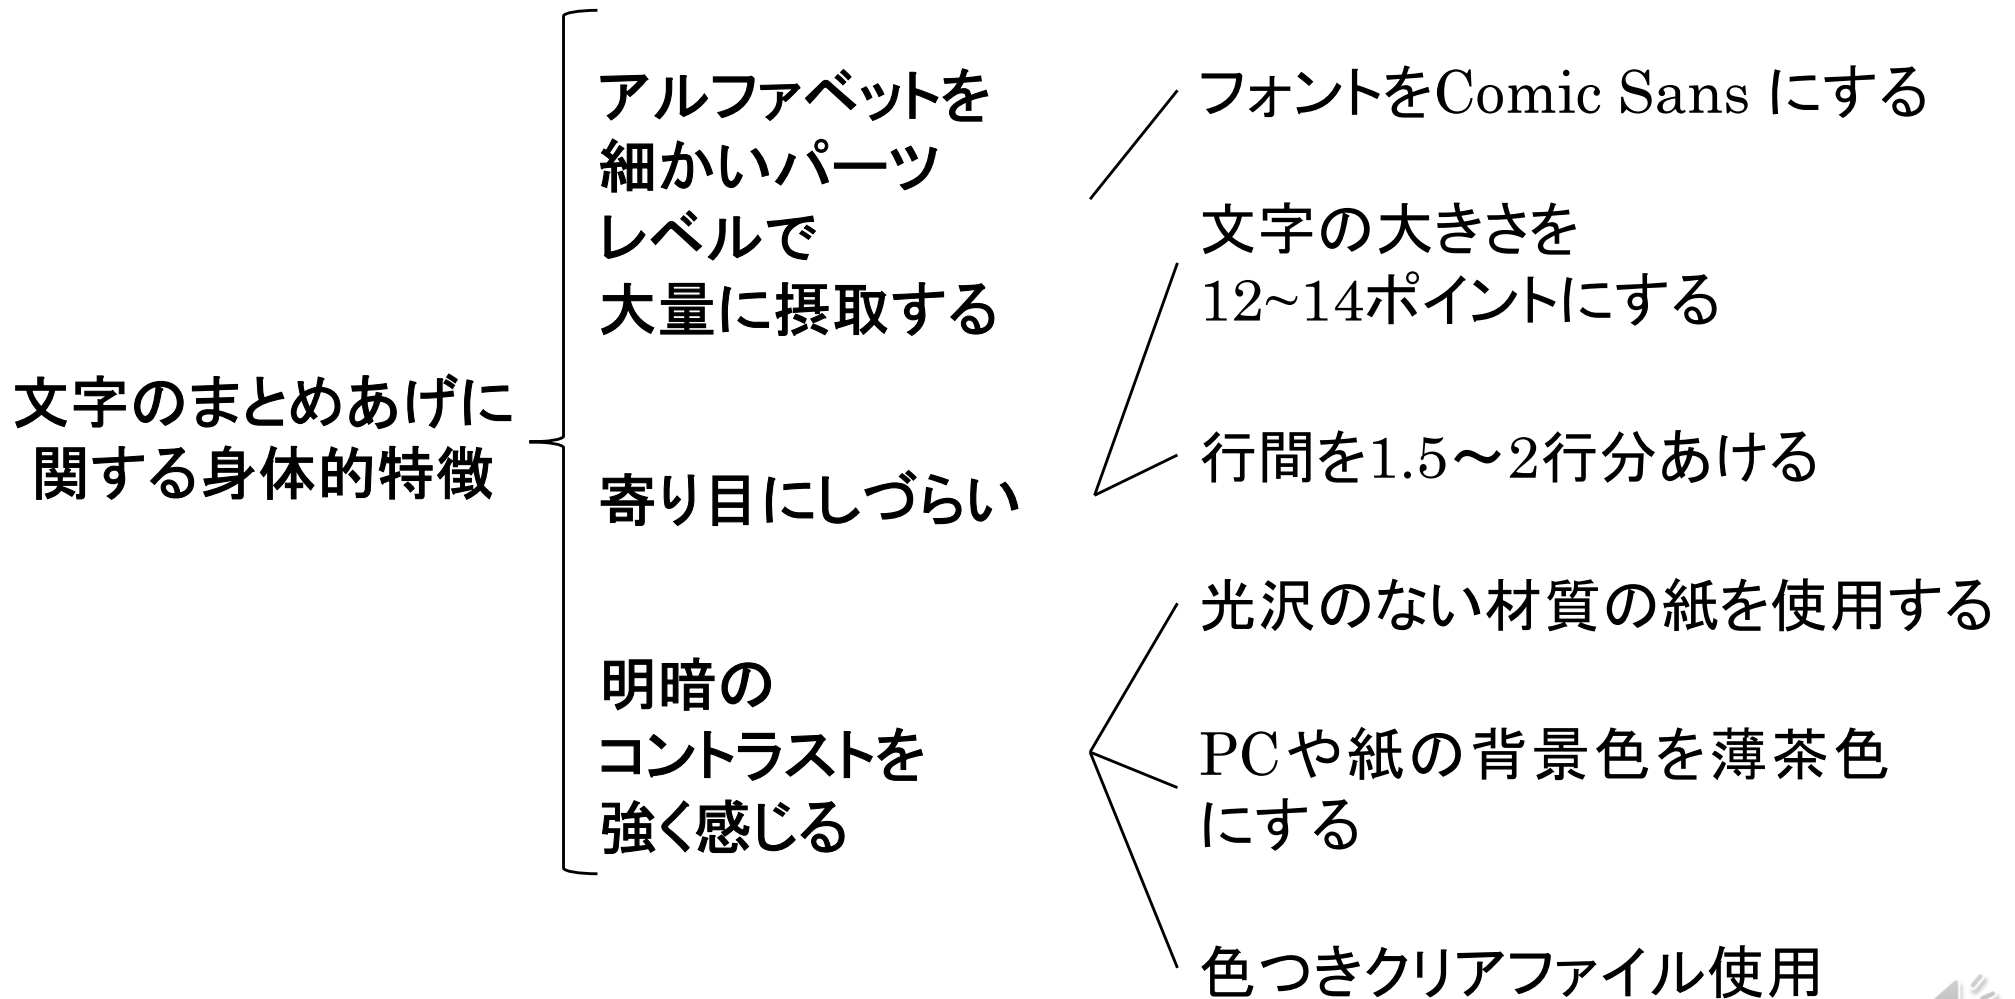 文字のまとめあげに
関する身体的特徴
アルファベットを
細かいパーツ
レベルで
大量に摂取する
フォントをComic Sans にする
文字の大きさを
12~14ポイントにする
寄り目にしづらい
行間を1.5～2行分あける
明暗の
コントラストを
強く感じる
光沢のない材質の紙を使用する
PCや紙の背景色を薄茶色
にする
色つきクリアファイル使用